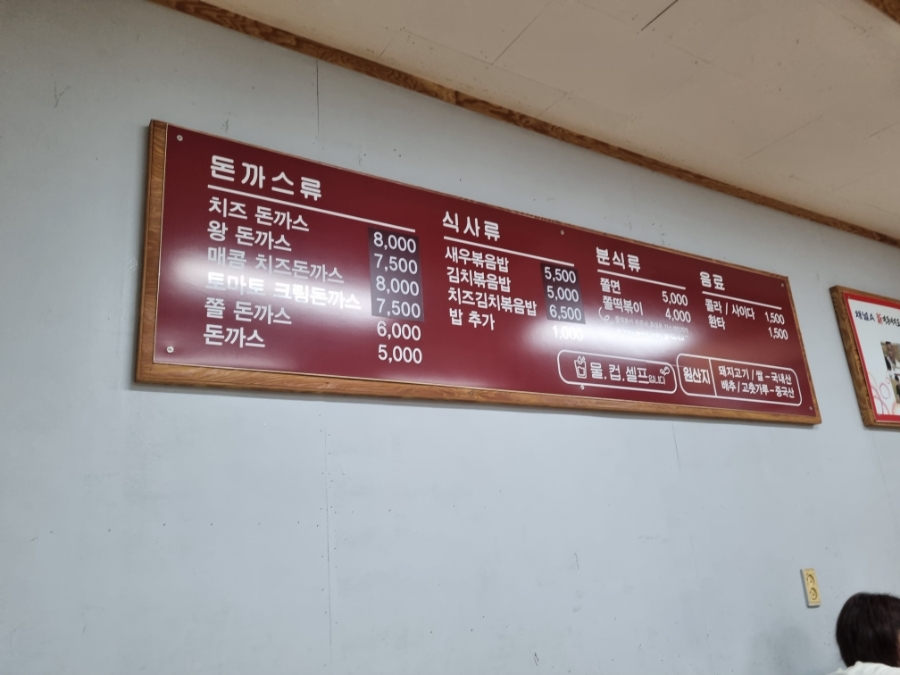 돈까스류
치즈 돈까스 8,000
왕 돈까스 7,500
매콤 치즈돈까스 8,000
토마토 크림돈까스 7,500
쫄 돈까스 6,000
돈까스 5,000
식사류
새우볶음밥 5,500
김치볶음밥 5,000
치즈김치볶음밥 6,500
밥 추가 1,000
분식류
쫄면 5,000
쫄떡볶이 4,000
음료
콜라 / 사이다 1,500
환타 1,500
물.컵.셀프입니다
원산지
돼지고기 / 쌀 - 국내산
배추 / 고춧가루 - 중국산